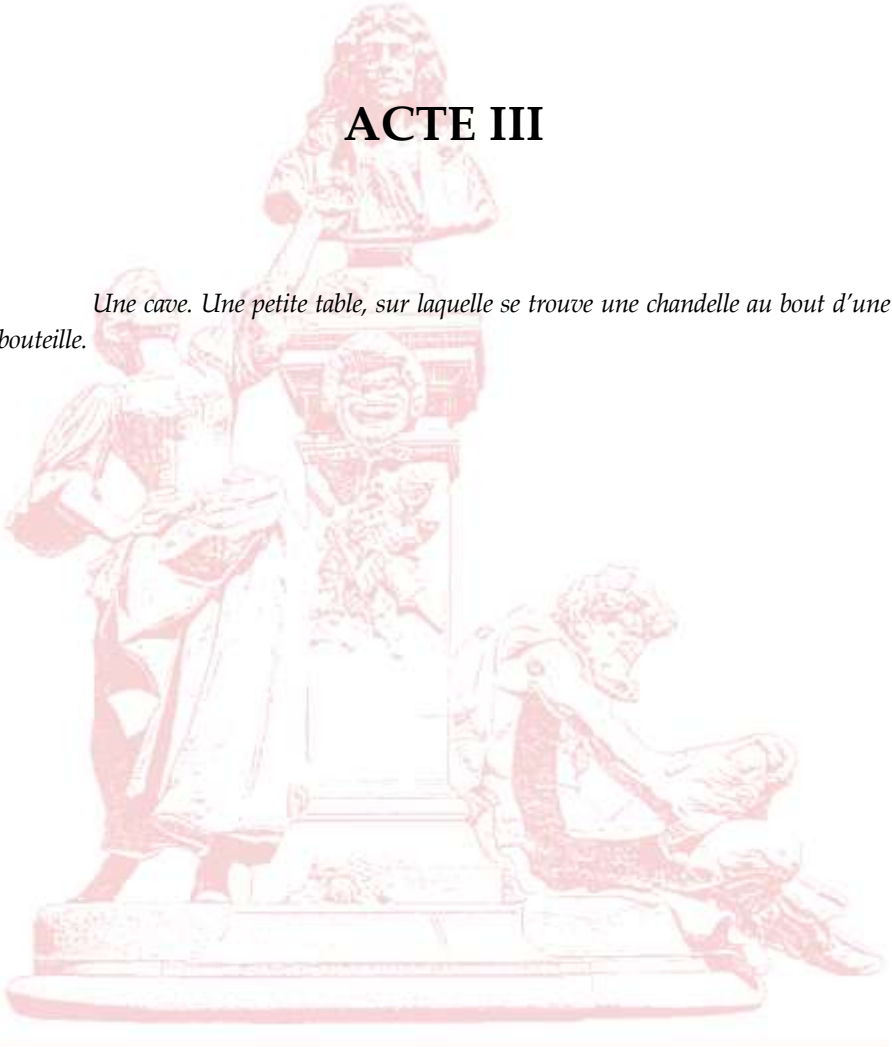 ACTE III
Une cave. Une petite table, sur laquelle se trouve une chandelle au bout d’une
bouteille.